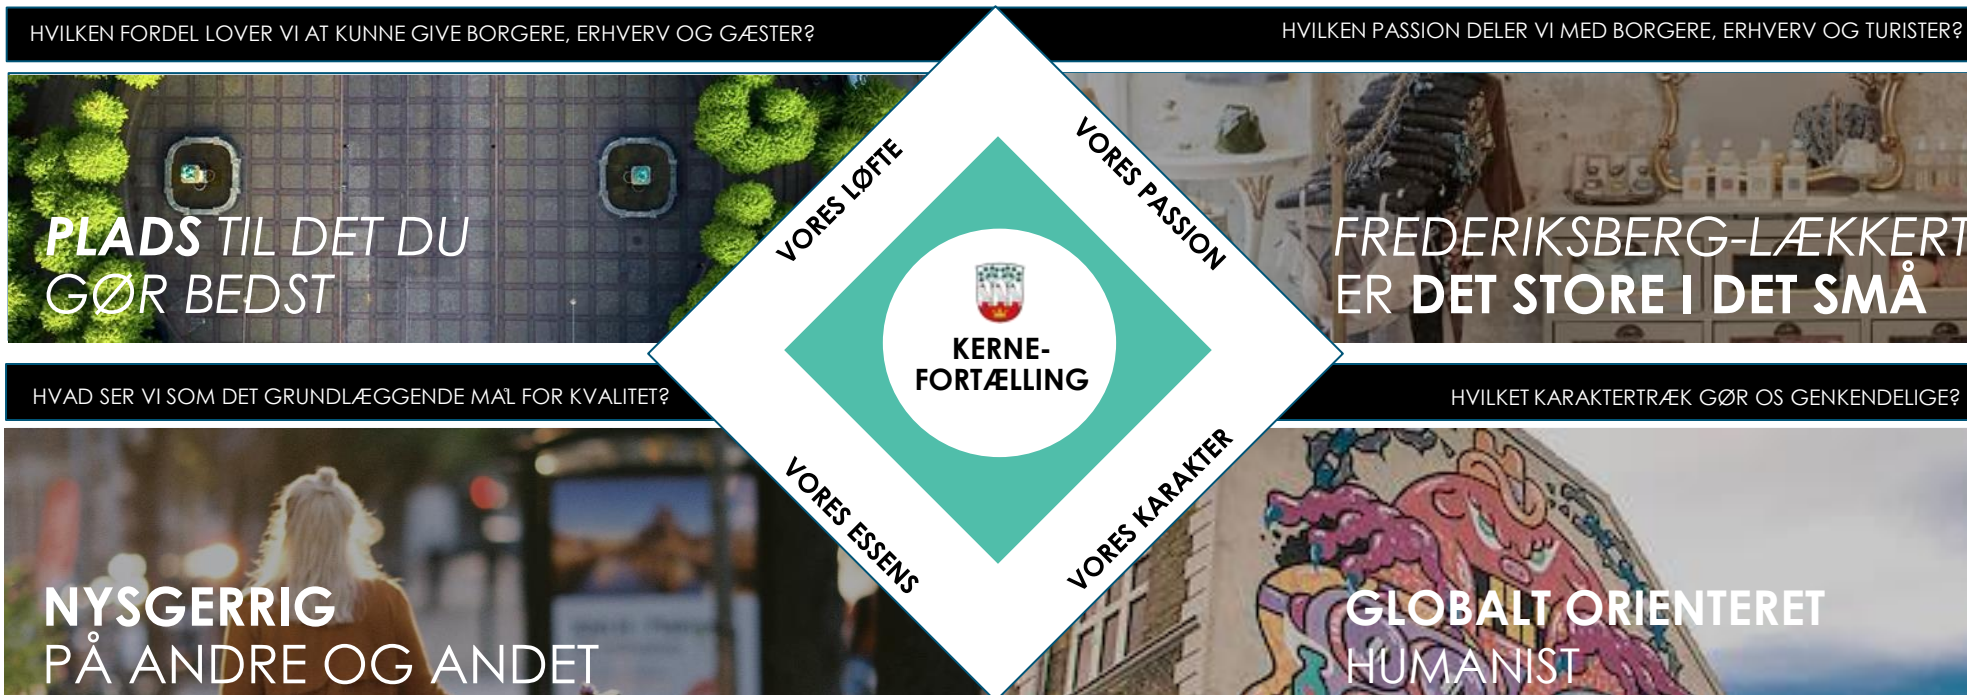 HVILKEN FORDEL LOVER VI AT KUNNE GIVE BORGERE, ERHVERV OG GÆSTER?
HVILKEN PASSION DELER VI MED BORGERE, ERHVERV OG TURISTER?
VORES LØFTE
VORES PASSION
PLADS TIL DET DU
GØR BEDST
FREDERIKSBERG-LÆKKERT
ER DET STORE I DET SMÅ
KERNE-
FORTÆLLING
HVAD SER VI SOM DET GRUNDLÆGGENDE MÅL FOR KVALITET?
HVILKET KARAKTERTRÆK GØR OS GENKENDELIGE?
VORES ESSENS
VORES KARAKTER
NYSGERRIG
PÅ ANDRE OG ANDET
GLOBALT ORIENTERET
HUMANIST